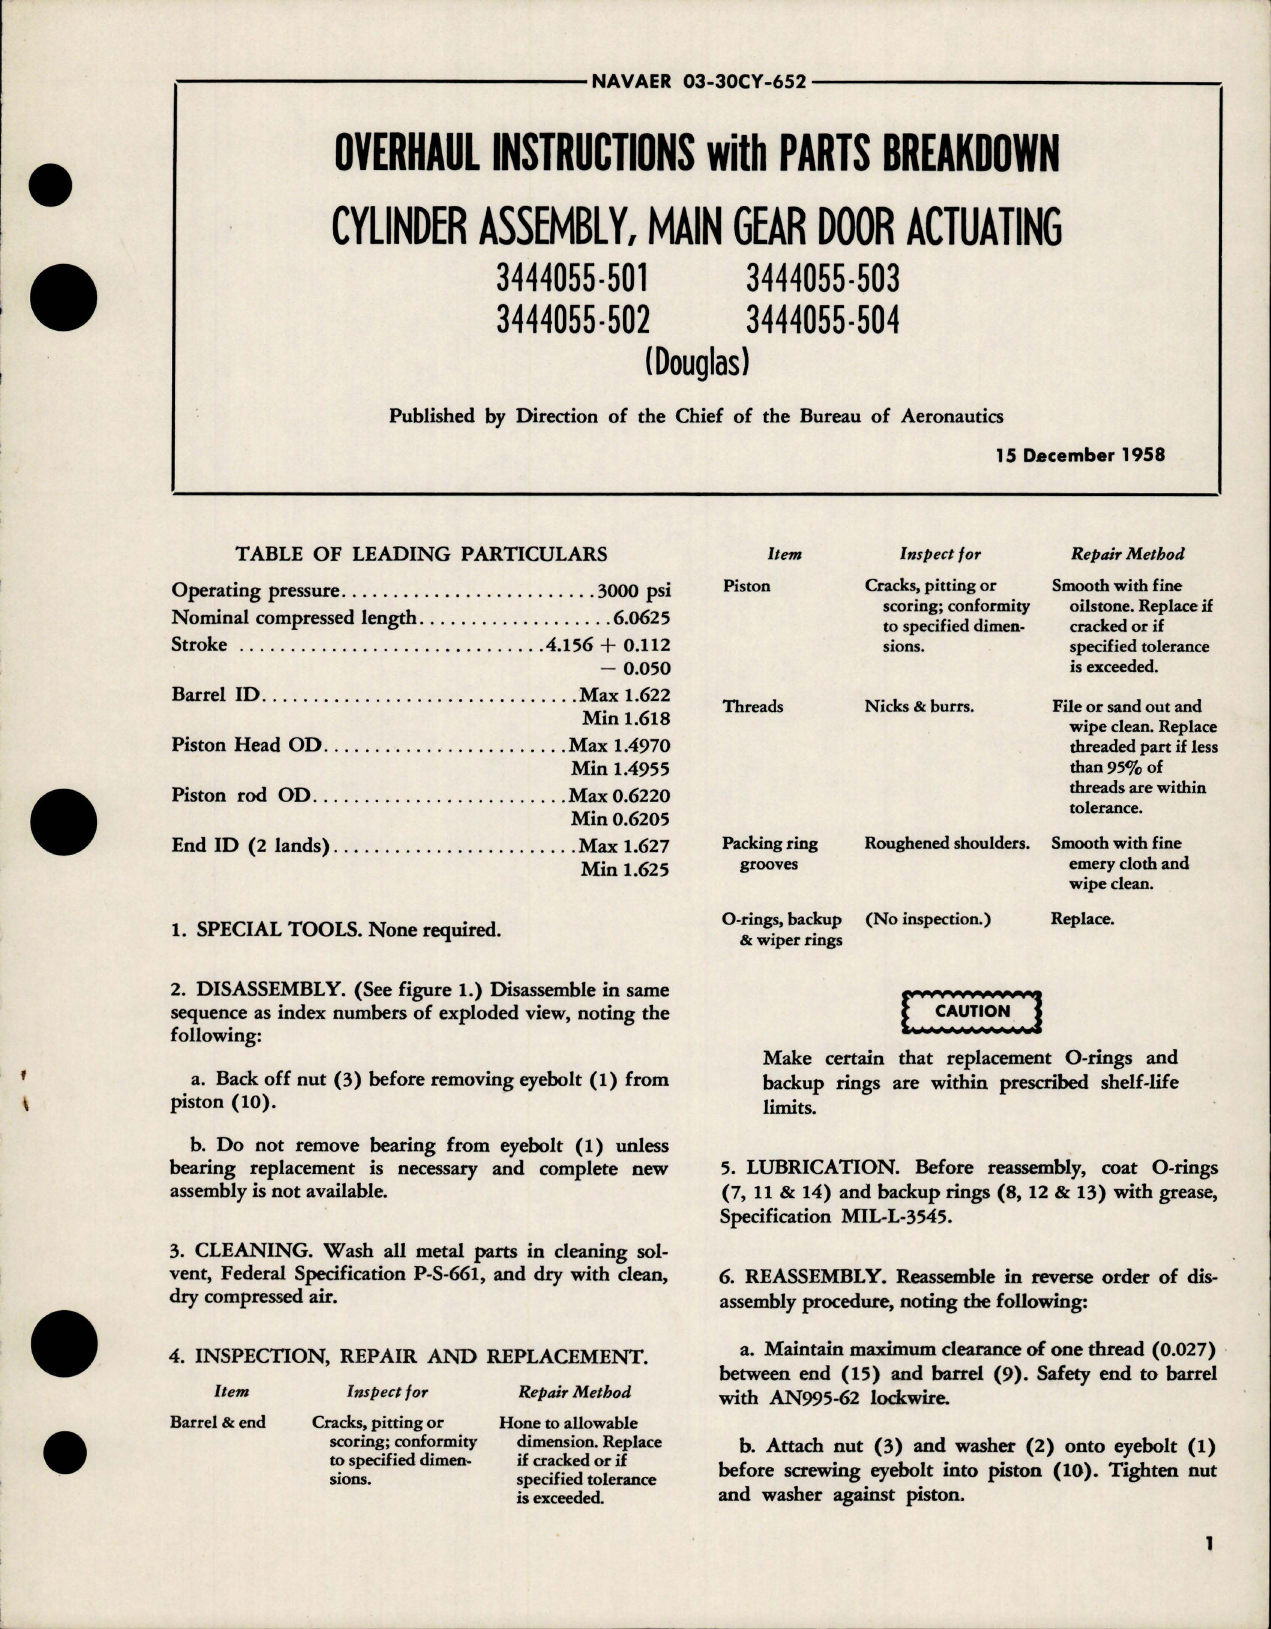 NAVAER 03-30CY-652
OVERHAUL INSTRUCTIONS with PARTS BREAKDOWN
CYLINDER ASSEMBLY, MAIN GEAR DOOR ACTUATING
3444055-501 3444055-503
3444055-502 3444055-504
(Douglas)
Published by Direction of the Chief of the Bureau of Aeronautics
15 December 1958
TABLE OF LEADING PARTICULARS
Operating pressure.........................3000 psi
Nominal compressed length...................6.0625
Stroke ..............................4.156 + 0.112
— 0.050
Barrel ID...............................Max 1.622
Min 1.618
Piston Head OD........................Max 1.4970
Min 1.4955
Piston rod OD.........................Max 0.6220
Min 0.6205
End ID (2 lands)........................Max 1.627
Min 1.625
1. SPECIAL TOOLS. None required.
2. DISASSEMBLY. (See figure 1.) Disassemble in same
sequence as index numbers of exploded view, noting the
following:
a. Back off nut (3) before removing eyebolt (1) from
piston (10).
b. Do not remove bearing from eyebolt (1) unless
bearing replacement is necessary and complete new
assembly is not available.
3. CLEANING. Wash all metal parts in cleaning sol-
vent, Federal Specification P-S-661, and dry with clean,
dry compressed air.
4. INSPECTION, REPAIR AND REPLACEMENT.
Item Inspect for Repair Method
Barrel & end Cracks, pitting or Hone to allowable
scoring; conformity dimension. Replace
to specified dimen- if cracked or if
sions. specified tolerance
is exceeded.
Item Inspect for Repair Method
Piston Cracks, pitting or Smooth with fine
scoring; conformity oilstone. Replace if
to specified dimen- cracked or if
sions. specified tolerance
is exceeded.
Threads Nicks & burrs. File or sand out and
wipe clean. Replace
threaded part if less
than 95% of
threads are within
tolerance.
Packing ring Roughened shoulders. Smooth with fine
grooves emery cloth and
wipe clean.
O-rings, backup (No inspection.) Replace.
& wiper rings
CAUTION
Make certain that replacement O-rings and
backup rings are within prescribed shelf-life
limits.
5. LUBRICATION. Before reassembly, coat O-rings
(7, 11 & 14) and backup rings (8, 12 & 13) with grease,
Specification MIL-L-3545.
6. REASSEMBLY. Reassemble in reverse order of dis-
assembly procedure, noting the following:
a. Maintain maximum clearance of one thread (0.027)
between end (15) and barrel (9). Safety end to barrel
with AN995-62 lockwire.
b. Attach nut (3) and washer (2) onto eyebolt (1)
before screwing eyebolt into piston (10). Tighten nut
and washer against piston.
1